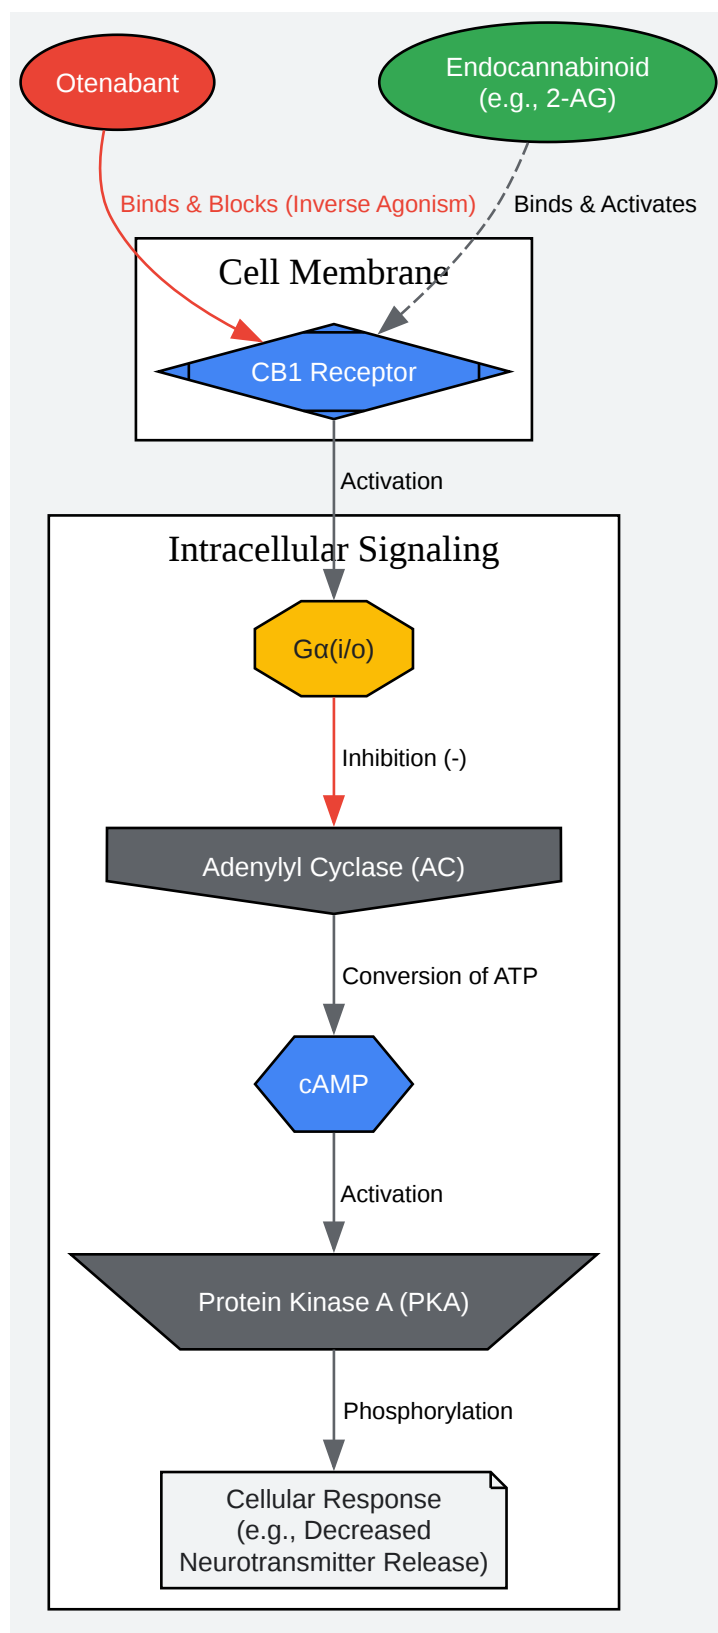 Otenabant
Endocannabinoid
(e.g., 2-AG)
Binds & Blocks (Inverse Agonism)
Binds & Activates
Cell Membrane
CB1 Receptor
Activation
Intracellular Signaling
Gα(i/o)
Inhibition (-)
Adenylyl Cyclase (AC)
Conversion of ATP
cAMP
Activation
Protein Kinase A (PKA)
Phosphorylation
Cellular Response
(e.g., Decreased
Neurotransmitter Release)